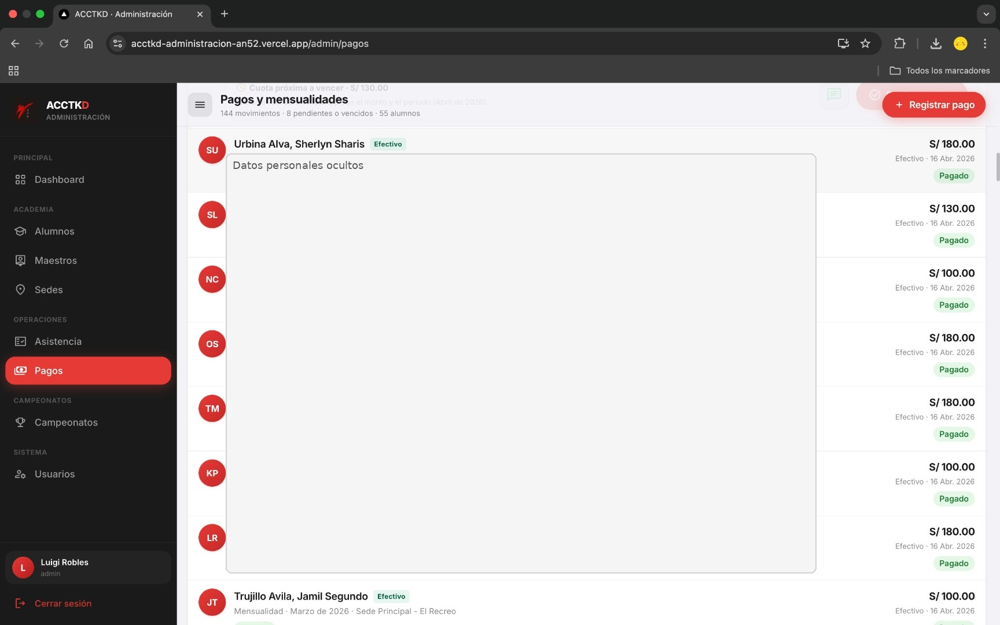 ACCTKD · Administración
acctkd-administracion-an52.vercel.app/admin/pagos
Todos los marcadores
ACCTKD
ADMINISTRACIÓN
PRINCIPAL
Dashboard
ACADEMIA
Alumnos
Maestros
Sedes
OPERACIONES
Asistencia
Pagos
CAMPEONATOS
Campeonatos
SISTEMA
Usuarios
L
Luigi Robles
admin
Cerrar sesión
Cuota próxima a vencer · S/ 130.00
Pagos y mensualidades
on el monto y el período (Abril de 2026).
144 movimientos · 8 pendientes o vencidos · 55 alumnos
+ Registrar pago
SU
Urbina Alva, Sherlyn Sharis Efectivo
S/ 180.00
Efectivo · 16 Abr. 2026
Pagado
Datos personales ocultos
SL
S/ 130.00
Efectivo · 16 Abr. 2026
Pagado
NC
S/ 100.00
Efectivo · 16 Abr. 2026
Pagado
OS
S/ 180.00
Efectivo · 16 Abr. 2026
Pagado
TM
S/ 180.00
Efectivo · 16 Abr. 2026
Pagado
KP
S/ 100.00
Efectivo · 16 Abr. 2026
Pagado
LR
S/ 180.00
Efectivo · 16 Abr. 2026
Pagado
JT
Trujillo Avila, Jamil Segundo Efectivo
Mensualidad · Marzo de 2026 · Sede Principal - El Recreo
S/ 100.00
Efectivo · 16 Abr. 2026